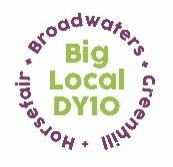 Horsefair + Broadwaters + Greenhill +
Big
Local
DY10